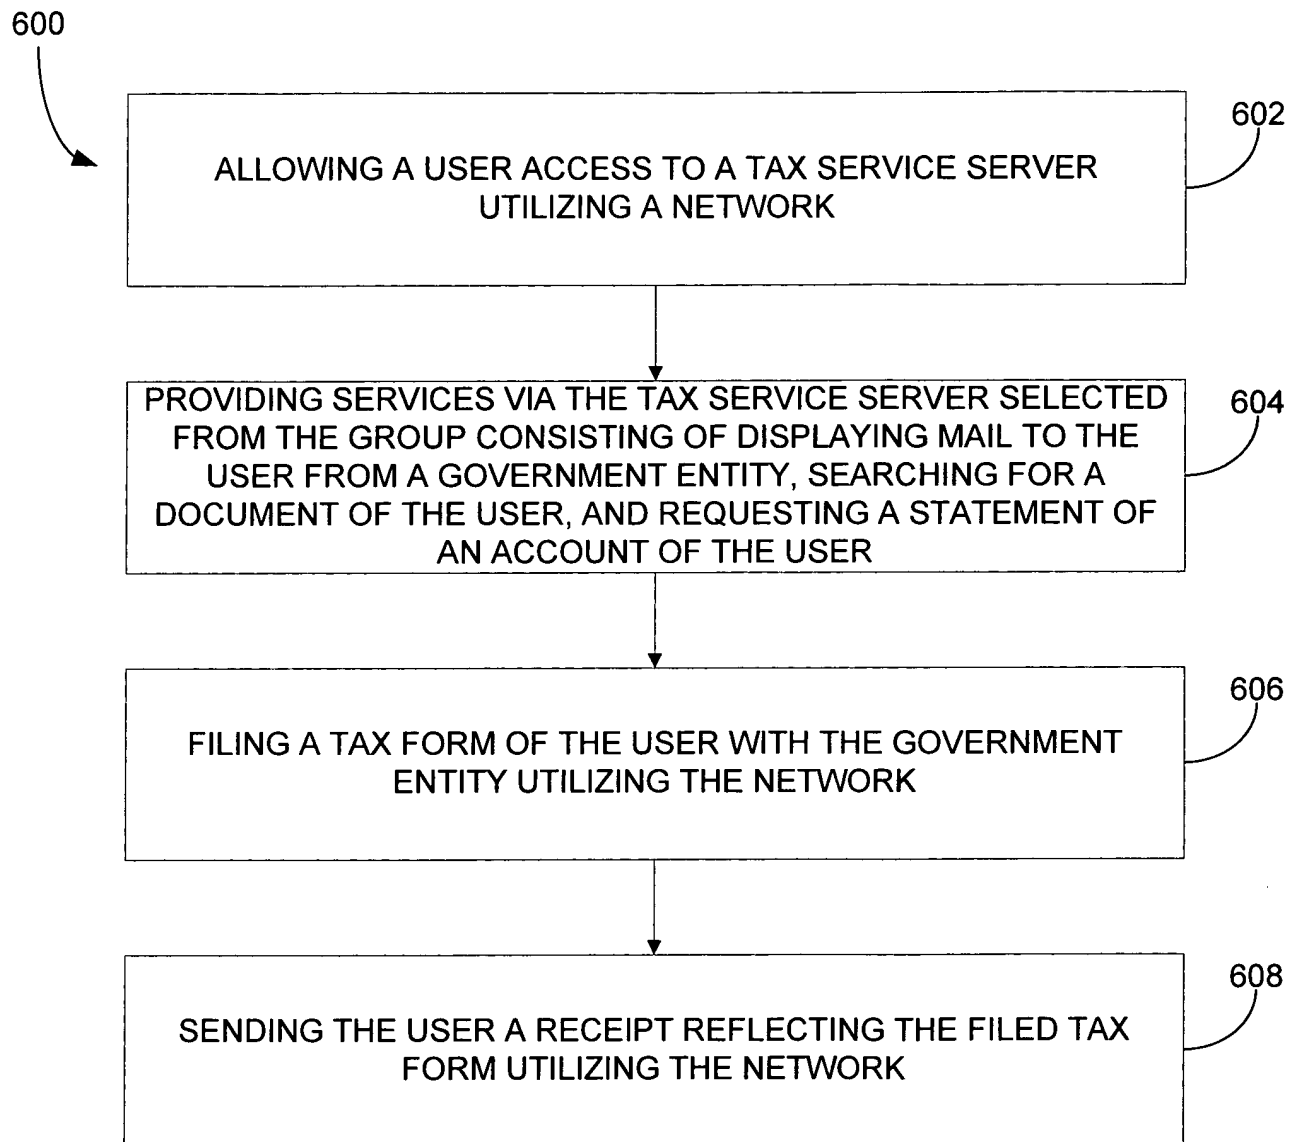 600
602
ALLOWING A USER ACCESS TO A TAX SERVICE SERVER
UTILIZING A NETWORK
604
PROVIDING SERVICES VIA THE TAX SERVICE SERVER SELECTED
FROM THE GROUP CONSISTING OF DISPLAYING MAIL TO THE
USER FROM A GOVERNMENT ENTITY, SEARCHING FOR A
DOCUMENT OF THE USER, AND REQUESTING A STATEMENT OF
AN ACCOUNT OF THE USER
606
FILING A TAX FORM OF THE USER WITH THE GOVERNMENT
ENTITY UTILIZING THE NETWORK
608
SENDING THE USER A RECEIPT REFLECTING THE FILED TAX
FORM UTILIZING THE NETWORK